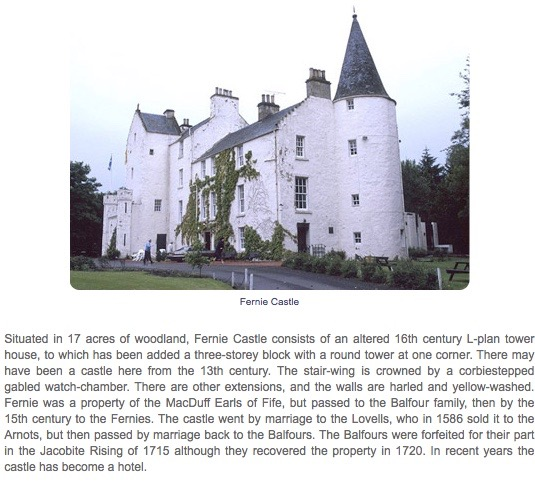 Fernie Castle
Situated in 17 acres of woodland, Fernie Castle consists of an altered 16th century L-plan tower
house, to which has been added a three-storey block with a round tower at one corner. There may
have been a castle here from the 13th century. The stair-wing is crowned by a corbiestepped
gabled watch-chamber. There are other extensions, and the walls are harled and yellow-washed.
Fernie was a property of the MacDuff Earls of Fife, but passed to the Balfour family, then by the
15th century to the Fernies. The castle went by marriage to the Lovells, who in 1586 sold it to the
Arnots, but then passed by marriage back to the Balfours. The Balfours were forfeited for their part
in the Jacobite Rising of 1715 although they recovered the property in 1720. In recent years the
castle has become a hotel.